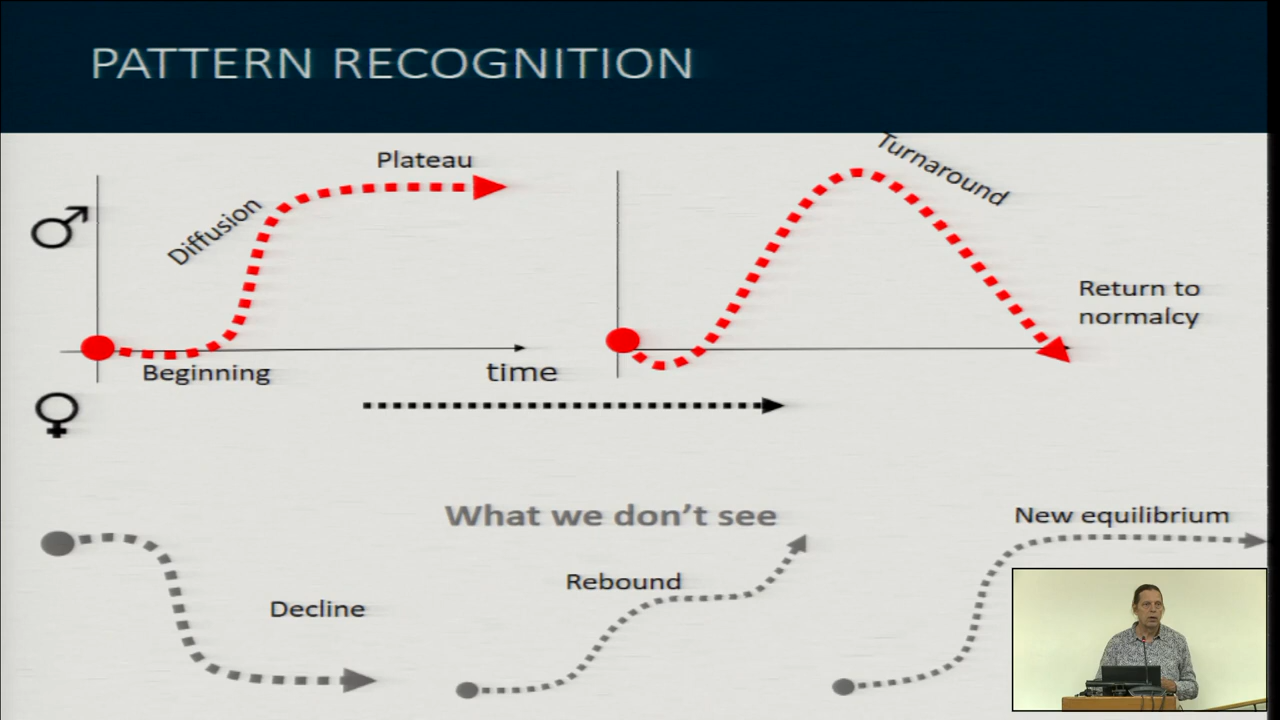 PATTERN RECOGNITION
Plateau
Diffusion
Turnaround
Return to
normalcy
Beginning
time
What we don't see
New equilibrium
Rebound
Decline